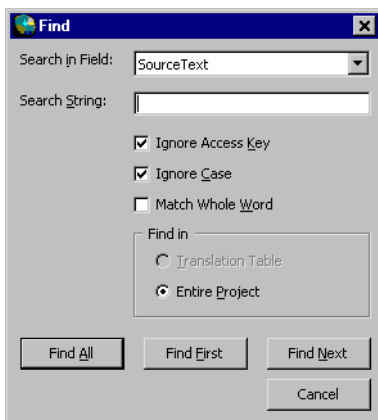 Find
Search in Field: SourceText
Search String:
Ignore Access Key
Ignore Case
Match Whole Word
Find in
Translation Table
Entire Project
Find All Find First Find Next
Cancel